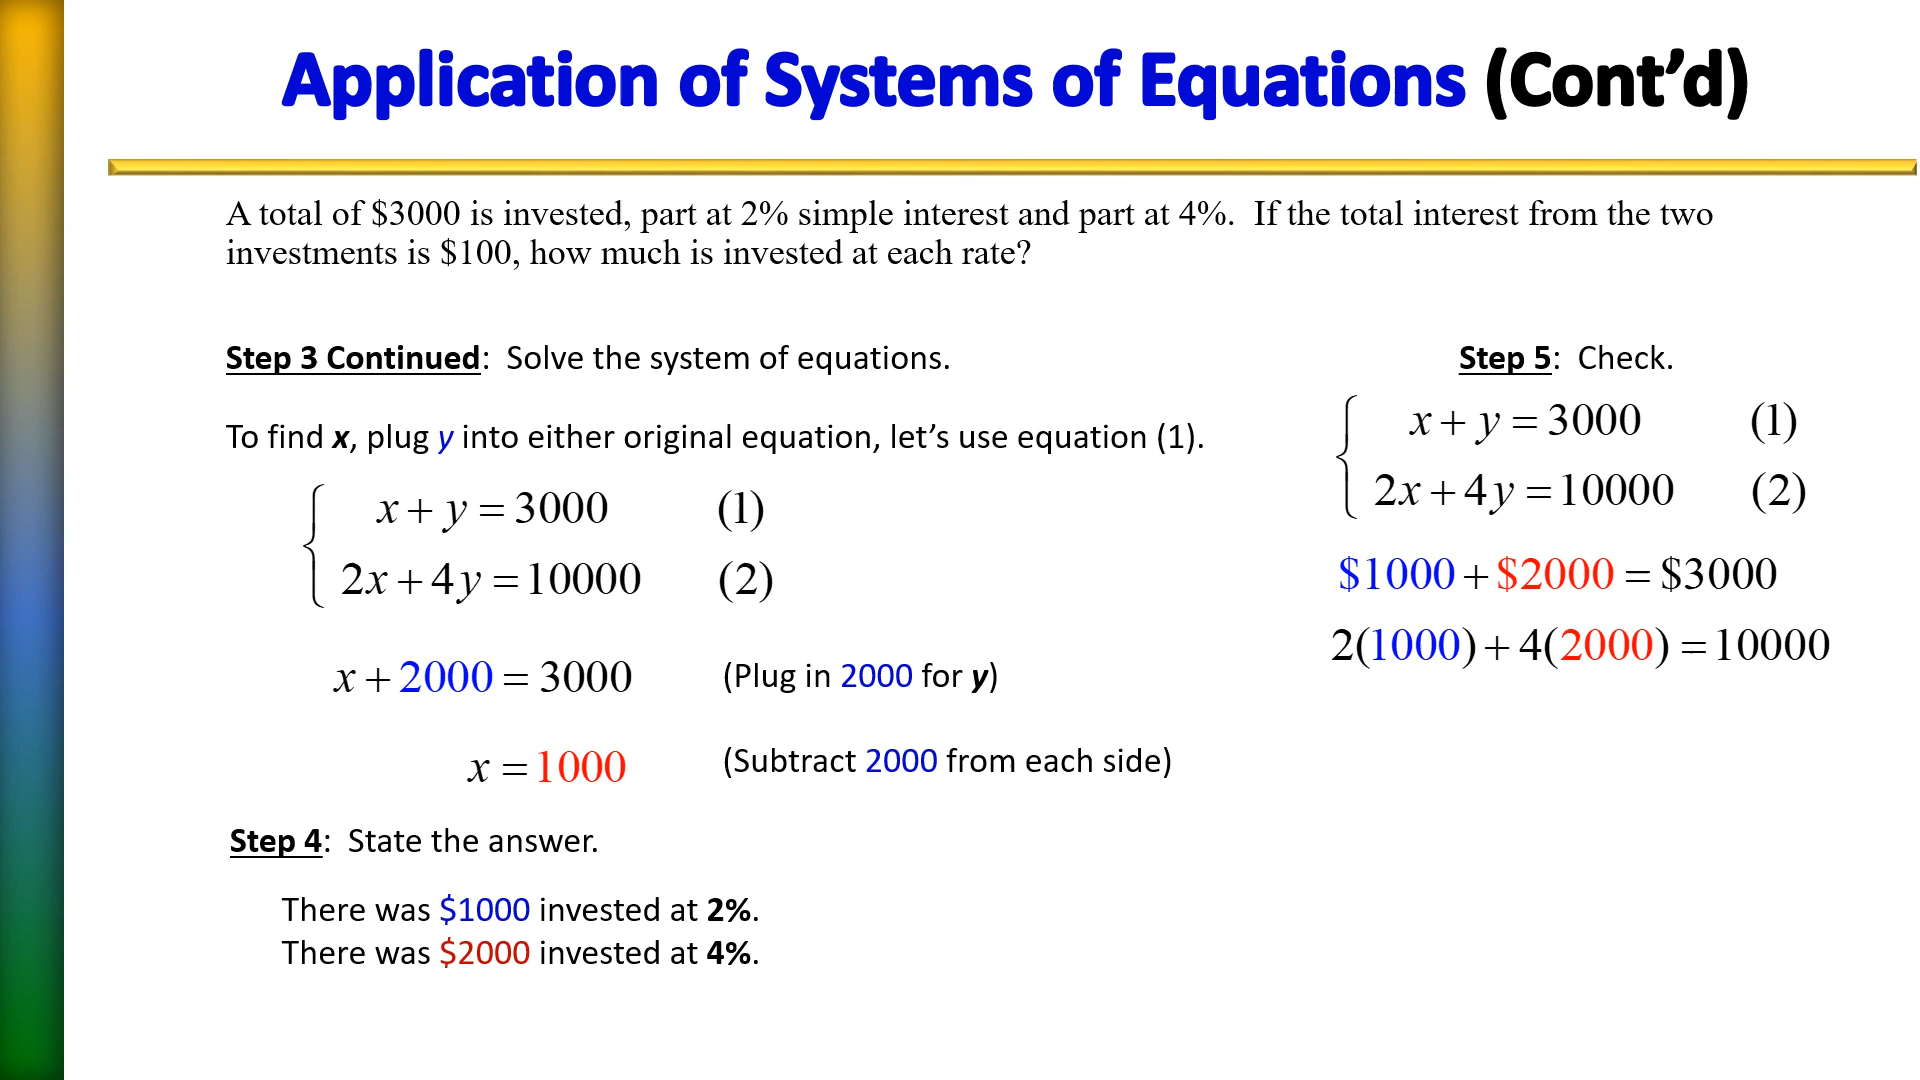 Application of Systems of Equations (Cont’d)
A total of $3000 is invested, part at 2% simple interest and part at 4%.  If the total interest from the two
investments is $100, how much is invested at each rate?
Step 3 Continued:  Solve the system of equations.
To find x, plug y into either original equation, let’s use equation (1).
x + y = 3000 (1)
2x + 4y = 10000 (2)
x + 2000 = 3000 (Plug in 2000 for y)
x = 1000 (Subtract 2000 from each side)
Step 4:  State the answer.
There was $1000 invested at 2%.
There was $2000 invested at 4%.
Step 5:  Check.
x + y = 3000 (1)
2x + 4y = 10000 (2)
$1000 + $2000 = $3000
2(1000) + 4(2000) = 10000